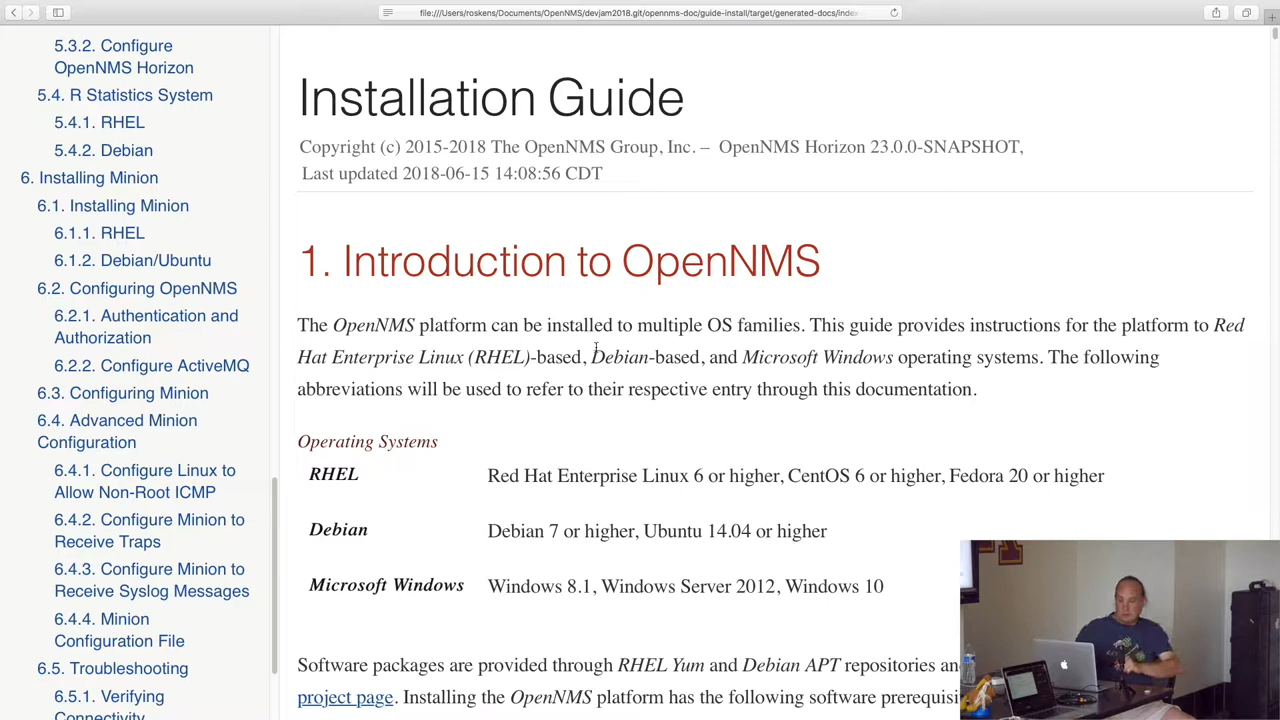 file:///Users/roskens/Documents/OpenNMS/devjam2018.git/opennms-doc/guide-install/target/generated-docs/index
5.3.2. Configure
OpenNMS Horizon
5.4. R Statistics System
5.4.1. RHEL
5.4.2. Debian
6. Installing Minion
6.1. Installing Minion
6.1.1. RHEL
6.1.2. Debian/Ubuntu
6.2. Configuring OpenNMS
6.2.1. Authentication and
Authorization
6.2.2. Configure ActiveMQ
6.3. Configuring Minion
6.4. Advanced Minion
Configuration
6.4.1. Configure Linux to
Allow Non-Root ICMP
6.4.2. Configure Minion to
Receive Traps
6.4.3. Configure Minion to
Receive Syslog Messages
6.4.4. Minion
Configuration File
6.5. Troubleshooting
6.5.1. Verifying
Connectivity
Installation Guide
Copyright (c) 2015-2018 The OpenNMS Group, Inc. – OpenNMS Horizon 23.0.0-SNAPSHOT,
Last updated 2018-06-15 14:08:56 CDT
1. Introduction to OpenNMS
The OpenNMS platform can be installed to multiple OS families. This guide provides instructions for the platform to Red
Hat Enterprise Linux (RHEL)-based, Debian-based, and Microsoft Windows operating systems. The following
abbreviations will be used to refer to their respective entry through this documentation.
Operating Systems
RHEL Red Hat Enterprise Linux 6 or higher, CentOS 6 or higher, Fedora 20 or higher
Debian Debian 7 or higher, Ubuntu 14.04 or higher
Microsoft Windows Windows 8.1, Windows Server 2012, Windows 10
Software packages are provided through RHEL Yum and Debian APT repositories
project page. Installing the OpenNMS platform has the following software